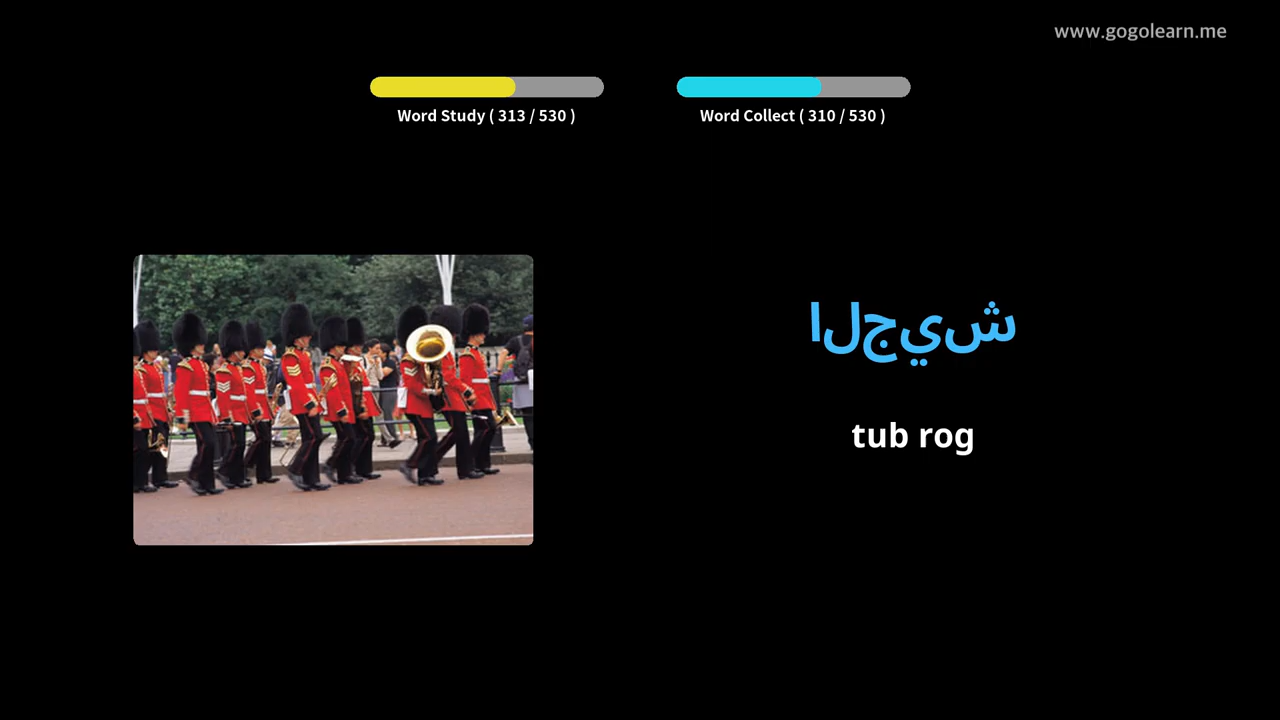 www.gogolearn.me
Word Study ( 313 / 530 )
Word Collect ( 310 / 530 )
الجيش
tub rog